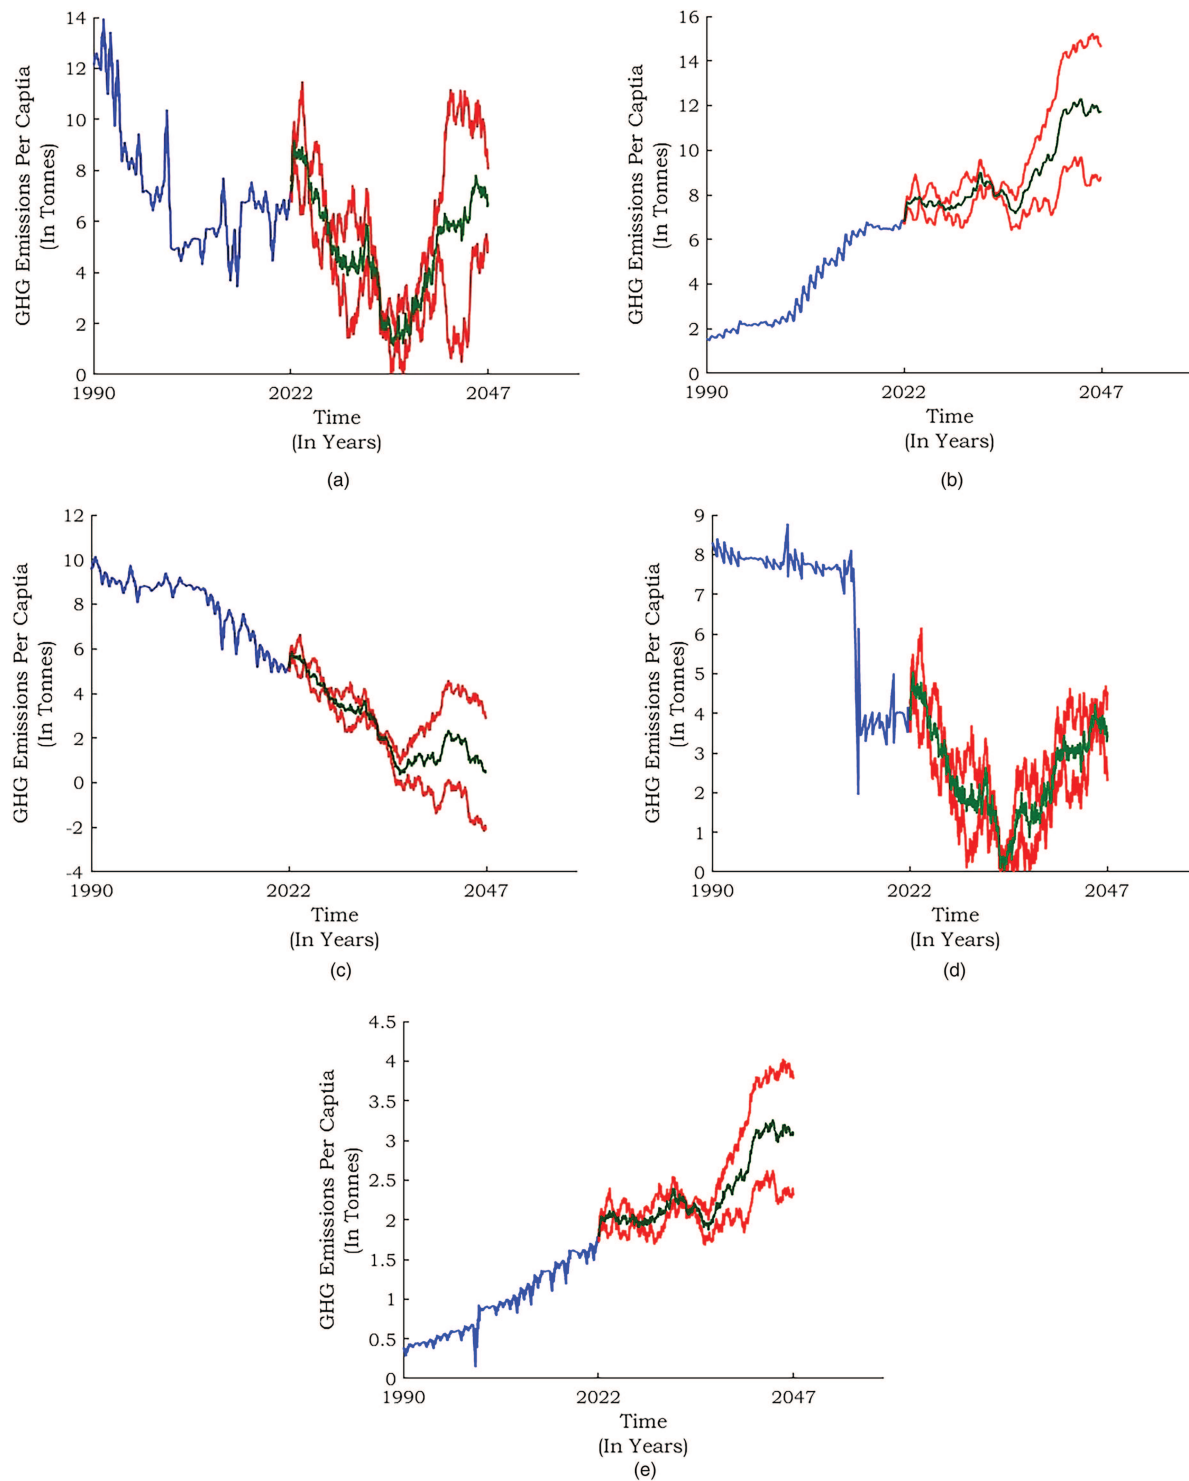 14
12
10
8
6
4
2
0
GHG Emissions Per Captia
(In Tonnes)
1990
2022
2047
Time
(In Years)
(a)
16
14
12
10
8
6
4
2
0
GHG Emissions Per Captia
(In Tonnes)
1990
2022
2047
Time
(In Years)
(b)
12
10
8
6
4
2
0
-2
-4
GHG Emissions Per Captia
(In Tonnes)
1990
2022
2047
Time
(In Years)
(c)
9
8
7
6
5
4
3
2
1
0
GHG Emissions Per Captia
(In Tonnes)
1990
2022
2047
Time
(In Years)
(d)
4.5
4
3.5
3
2.5
2
1.5
1
0.5
0
GHG Emissions Per Captia
(In Tonnes)
1990
2022
2047
Time
(In Years)
(e)